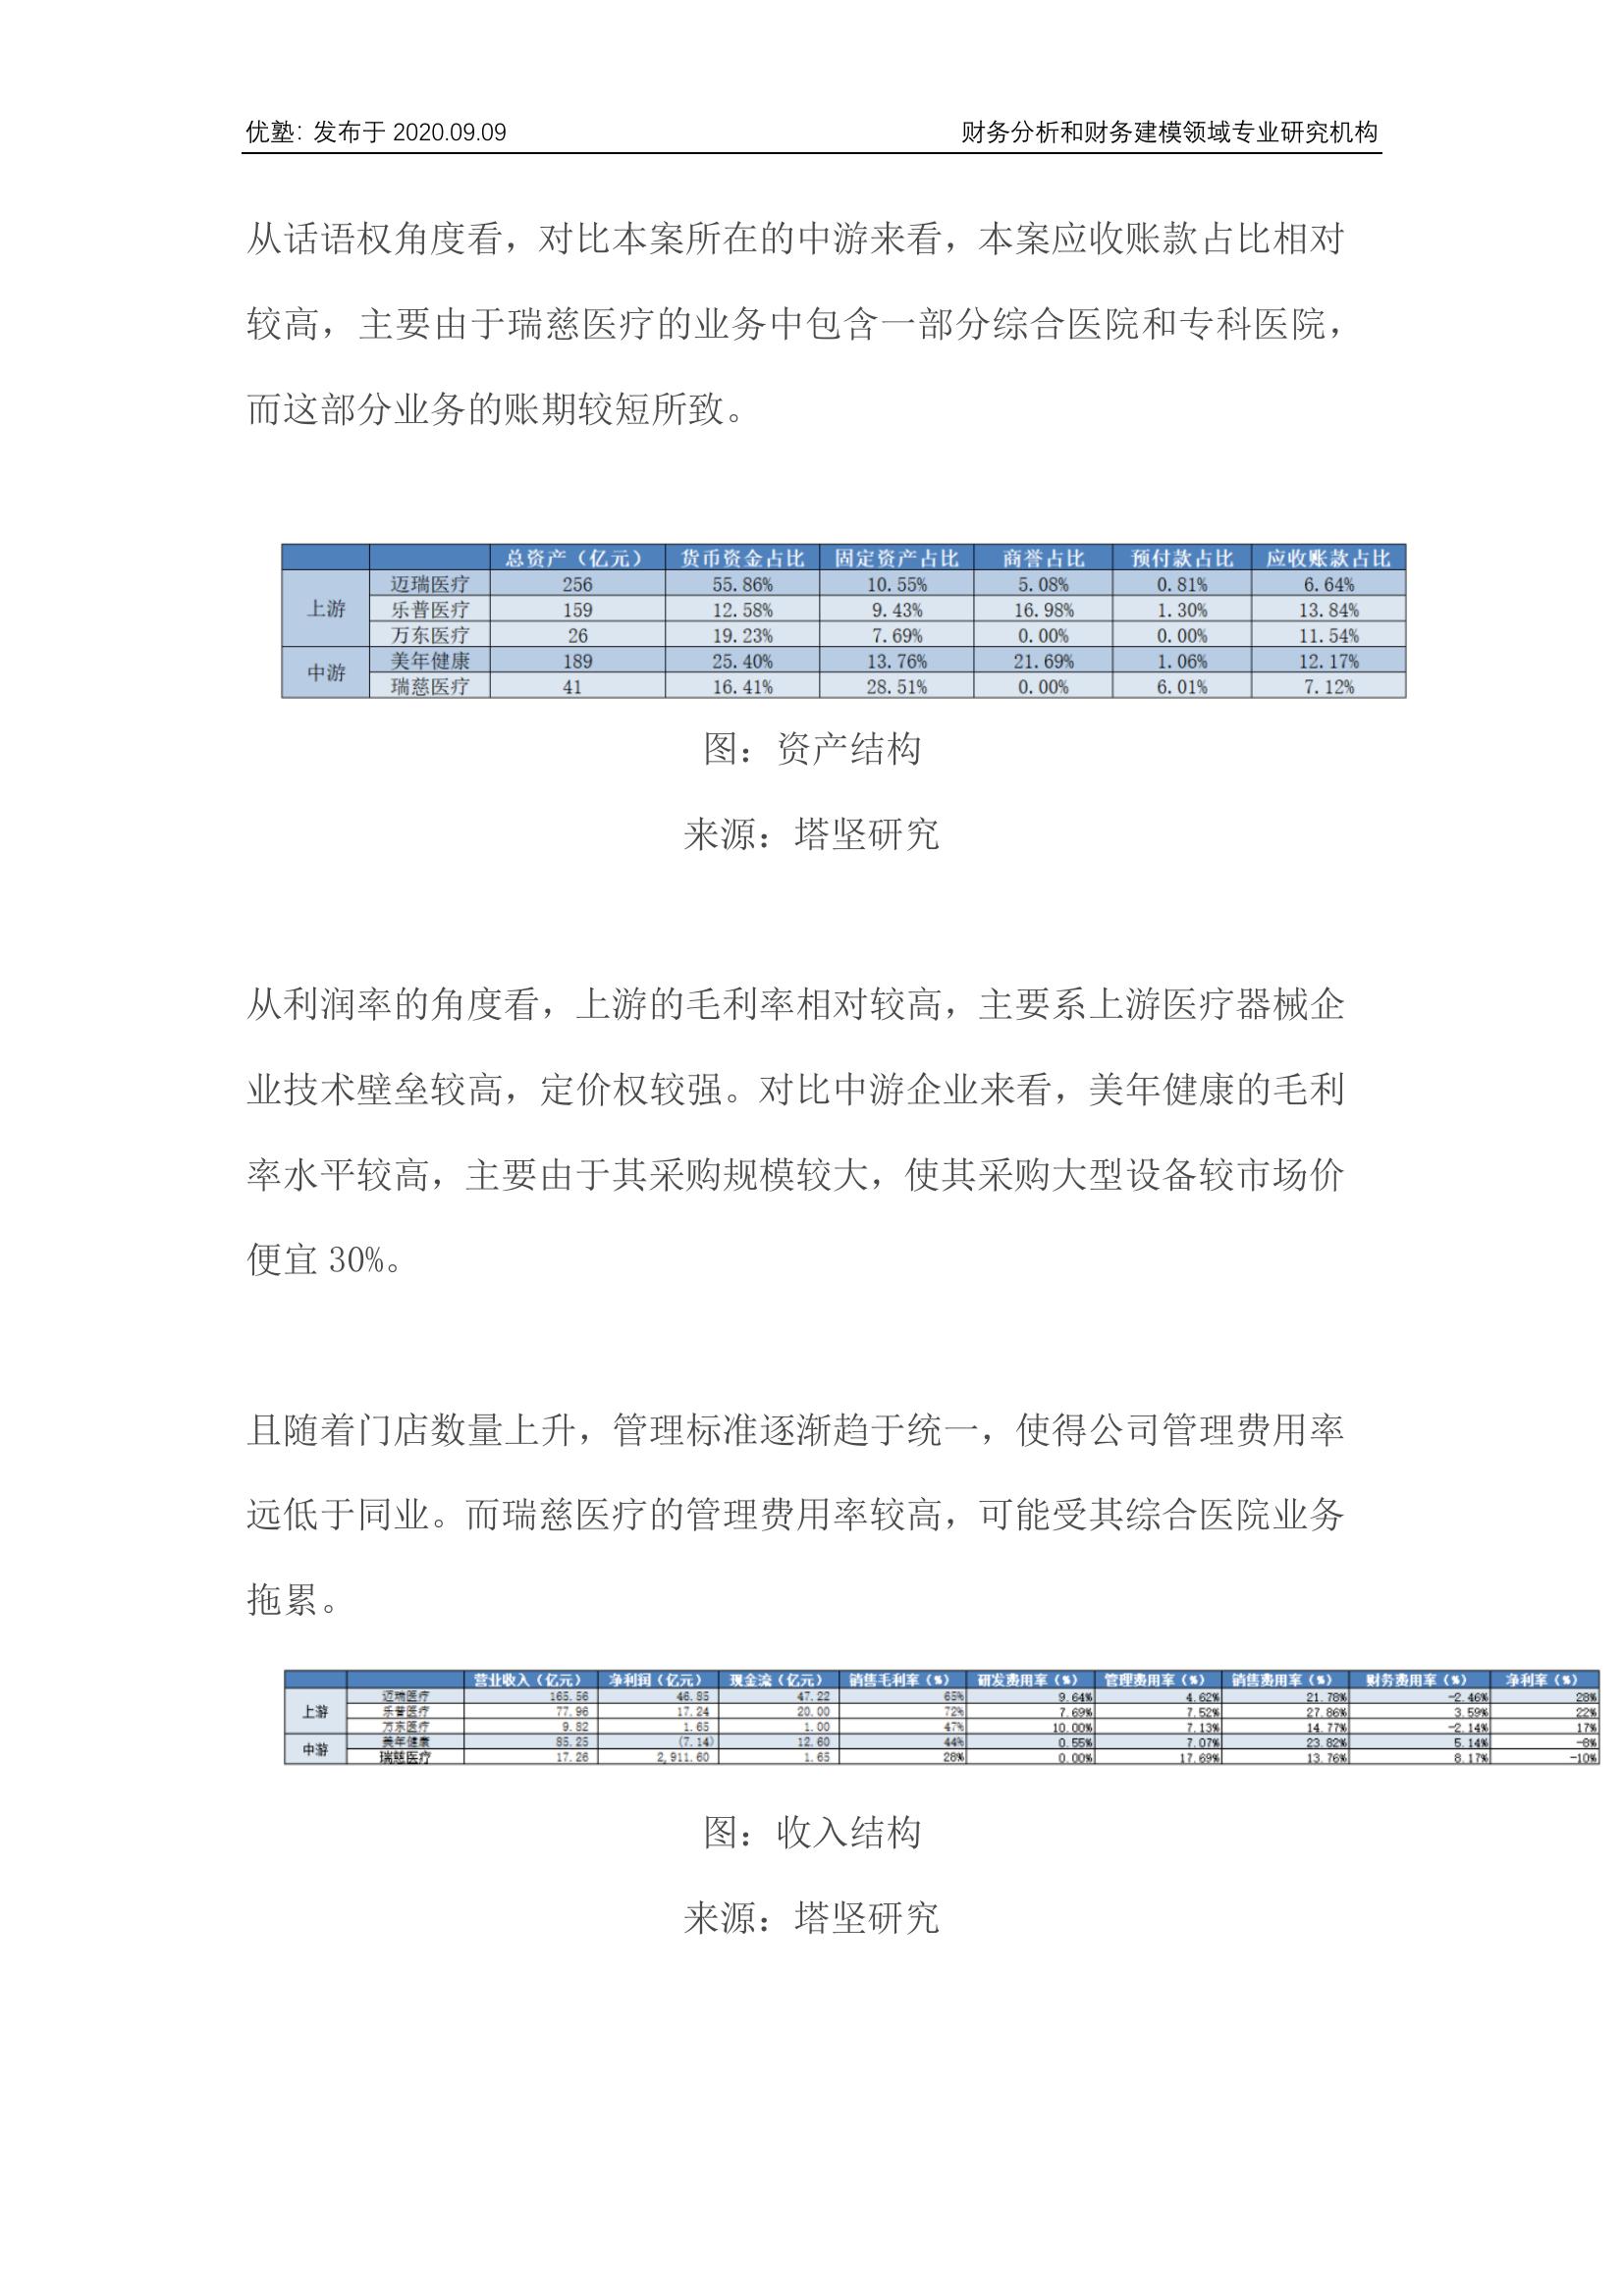 优塾：发布于 2020.09.09 财务分析和财务建模领域专业研究机构
从话语权角度看，对比本案所在的中游来看，本案应收账款占比相对
较高，主要由于瑞慈医疗的业务中包含一部分综合医院和专科医院，
而这部分业务的账期较短所致。
总资产（亿元） 货币资金占比 固定资产占比 商誉占比 预付款占比 应收账款占比
上游 迈瑞医疗 256 55.86% 10.55% 5.08% 0.81% 6.64%
乐普医疗 159 12.58% 9.43% 16.98% 1.30% 13.84%
万东医疗 26 19.23% 7.69% 0.00% 0.00% 11.54%
中游 美年健康 189 25.40% 13.76% 21.69% 1.06% 12.17%
瑞慈医疗 41 16.41% 28.51% 0.00% 6.01% 7.12%
图：资产结构
来源：塔坚研究
从利润率的角度看，上游的毛利率相对较高，主要系上游医疗器械企
业技术壁垒较高，定价权较强。对比中游企业来看，美年健康的毛利
率水平较高，主要由于其采购规模较大，使其采购大型设备较市场价
便宜 30%。
且随着门店数量上升，管理标准逐渐趋于统一，使得公司管理费用率
远低于同业。而瑞慈医疗的管理费用率较高，可能受其综合医院业务
拖累。
营业收入（亿元） 净利润（亿元） 现金流（亿元） 销售毛利率（%） 研发费用率（%） 管理费用率（%） 销售费用率（%） 财务费用率（%） 净利率（%）
上游 迈瑞医疗 165.56 46.85 47.22 65% 9.64% 4.62% 21.78% -2.46% 28%
乐普医疗 77.96 17.24 20.00 72% 7.69% 7.52% 27.86% 3.59% 22%
万东医疗 9.82 1.65 1.00 47% 10.00% 7.13% 14.77% -2.14% 17%
中游 美年健康 85.25 (7.14) 12.60 44% 0.55% 7.07% 23.82% 5.14% -8%
瑞慈医疗 17.26 2,911.60 1.65 28% 0.00% 17.69% 13.76% 8.17% -10%
图：收入结构
来源：塔坚研究